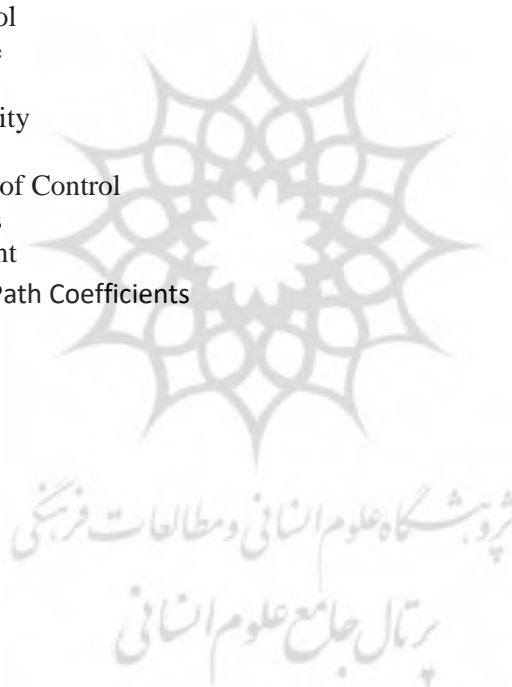 ol
e
ity
of Control
s
nt
Path Coefficients
پژوهشگاه علوم انسانی و مطالعات فرهنگی
پرتال جامع علوم انسانی